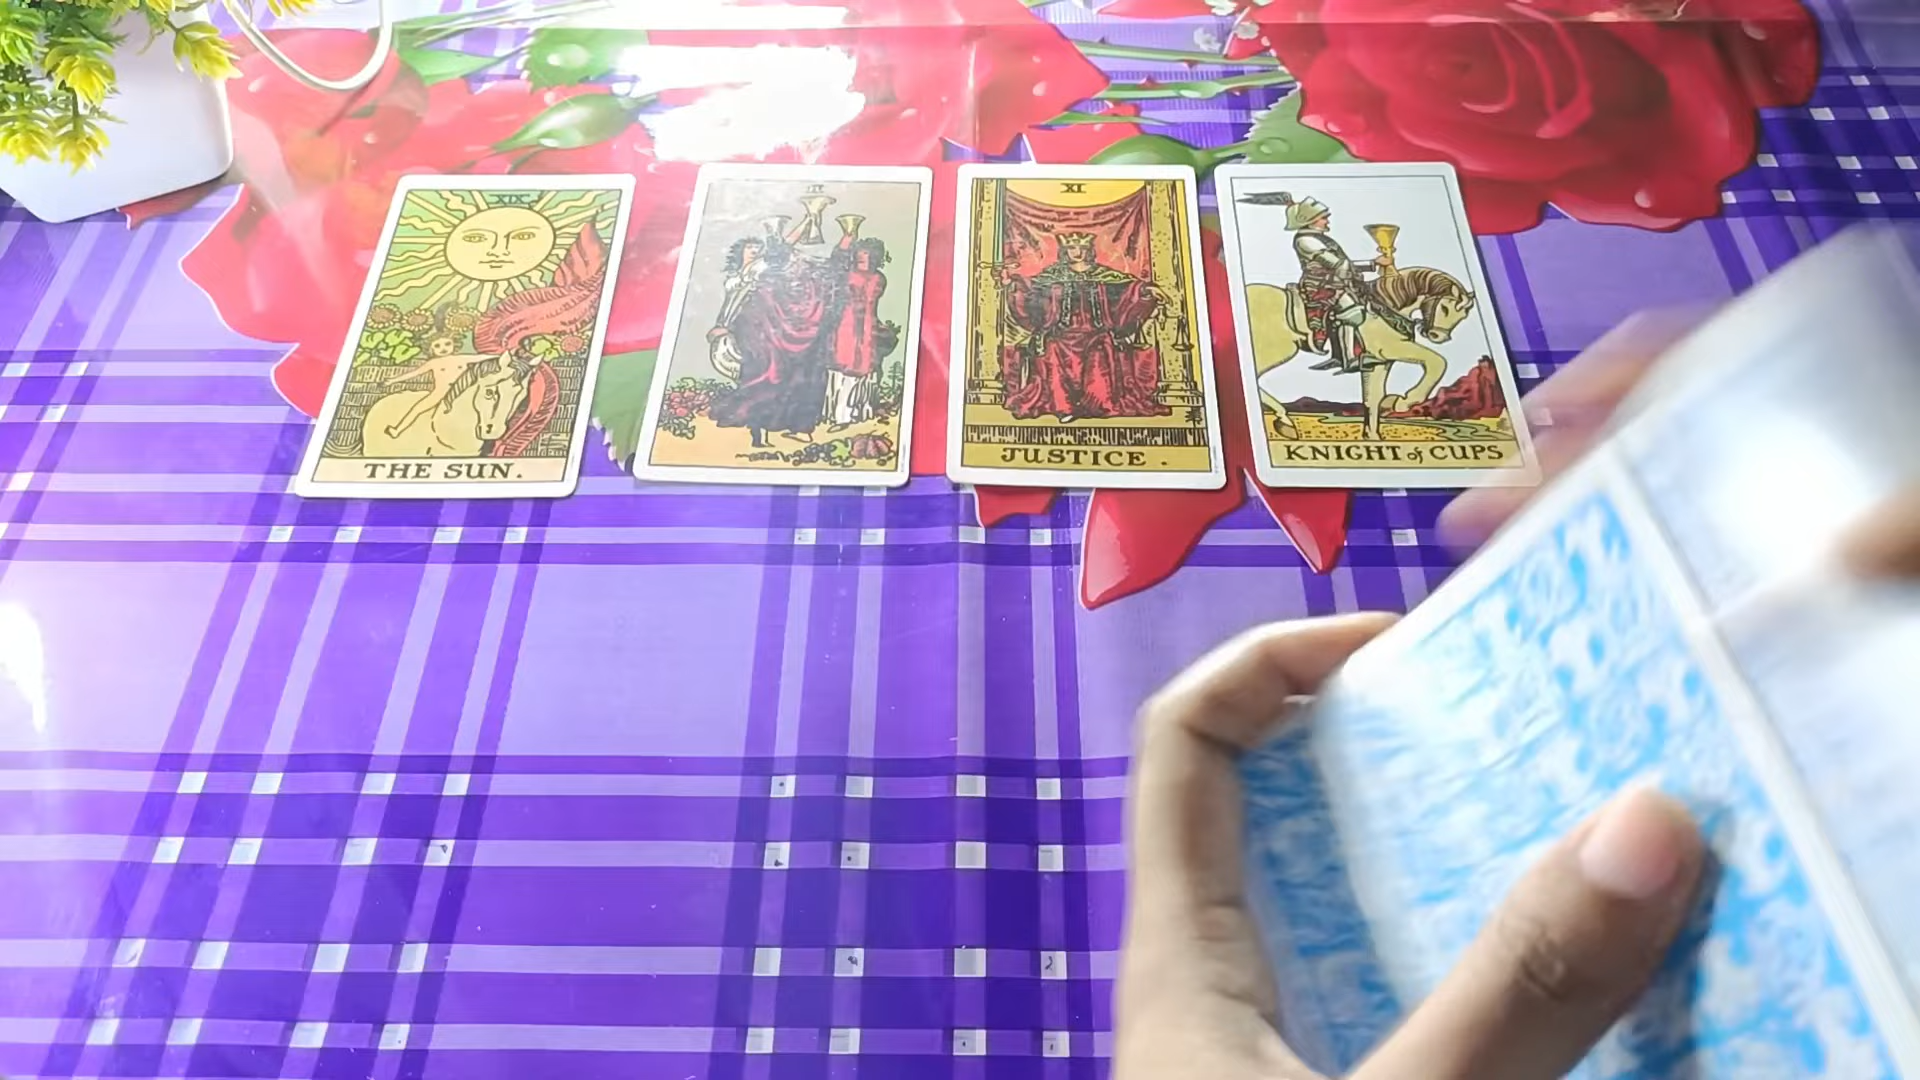 XIX
THE SUN.
III
XI
JUSTICE.
KNIGHT of CUPS